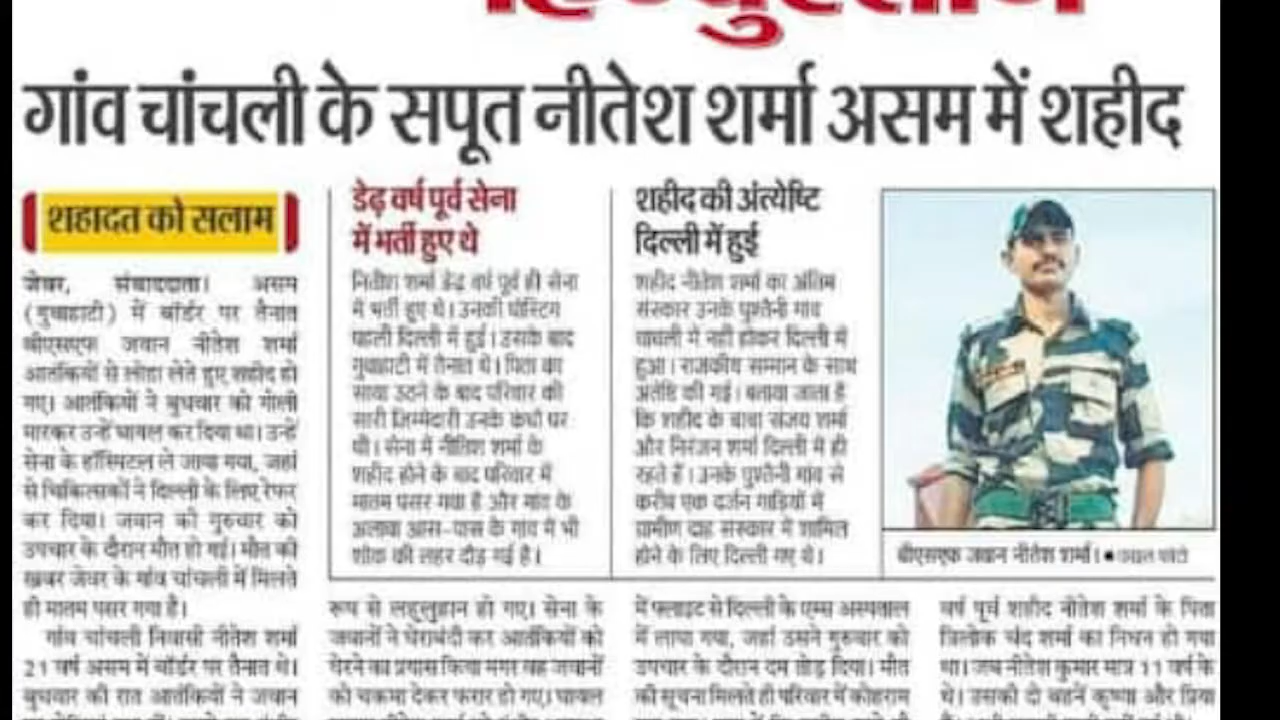 हिन्दुस्तान
गांव चांचली के सपूत नीतेश शर्मा असम में शहीद
शहादत को सलाम
जेवर, संवाददाता। असम
(गुवाहाटी) में बॉर्डर पर तैनात
बीएसएफ जवान नीतेश शर्मा
आतंकियों से लोहा लेते हुए शहीद हो
गए। आतंकियों ने बुधवार को गोली
मारकर उन्हें घायल कर दिया था। उन्हें
सेना के हॉस्पिटल ले जाया गया, जहां
से चिकित्सकों ने दिल्ली के लिए रेफर
कर दिया। जवान की गुरुवार को
उपचार के दौरान मौत हो गई। मौत की
खबर जेवर के गांव चांचली में मिलते
ही मातम पसर गया है।
गांव चांचली निवासी नीतेश शर्मा
21 वर्ष असम में बॉर्डर पर तैनात थे।
बुधवार की रात आतंकियों ने जवान
डेढ़ वर्ष पूर्व सेना
में भर्ती हुए थे
नितीश शर्मा डेढ वर्ष पूर्व ही सेना
में भर्ती हुए थे। उनकी पोस्टिंग
पहली दिल्ली में हुई। उसके बाद
गुवाहाटी में तैनात थे। पिता का
साया उठने के बाद परिवार की
सारी जिम्मेदारी उनके कंधों पर
थी। सेना में नीतिश शर्मा के
शहीद होने के बाद परिवार में
मातम पसर गया है और गांव के
अलावा आस-पास के गांव में भी
शोक की लहर दौड़ गई है।
शहीद की अंत्येष्टि
दिल्ली में हुई
शहीद नीतेश शर्मा का अंतिम
संस्कार उनके पुश्तैनी गांव
चांचली में नहीं होकर दिल्ली में
हुआ। राजकीय सम्मान के साथ
अंतेष्टि की गई। बताया जाता है
कि शहीद के चाचा संजय शर्मा
और निरंजन शर्मा दिल्ली में ही
रहते हैं। उनके पुश्तैनी गांव से
करीब एक दर्जन गाड़ियों में
ग्रामीण दाह संस्कार में शामिल
होने के लिए दिल्ली गए थे।
बीएसएफ जवान नीतेश शर्मा। ● फाइल फोटो
रूप से लहूलुहान हो गए। सेना के
जवानों ने घेराबंदी कर आतंकियों को
घेरने का प्रयास किया मगर वह जवानों
को चकमा देकर फरार हो गए। घायल
में फ्लाइट से दिल्ली के एम्स अस्पताल
में लाया गया, जहां उसने गुरुवार को
उपचार के दौरान दम तोड़ दिया। मौत
की सूचना मिलते ही परिवार में कोहराम
वर्ष पूर्व शहीद नीतेश शर्मा के पिता
त्रिलोक चंद शर्मा का निधन हो गया
था। जब नीतेश कुमार मात्र 11 वर्ष के
थे। उसकी दो बहनें कृष्णा और प्रिया